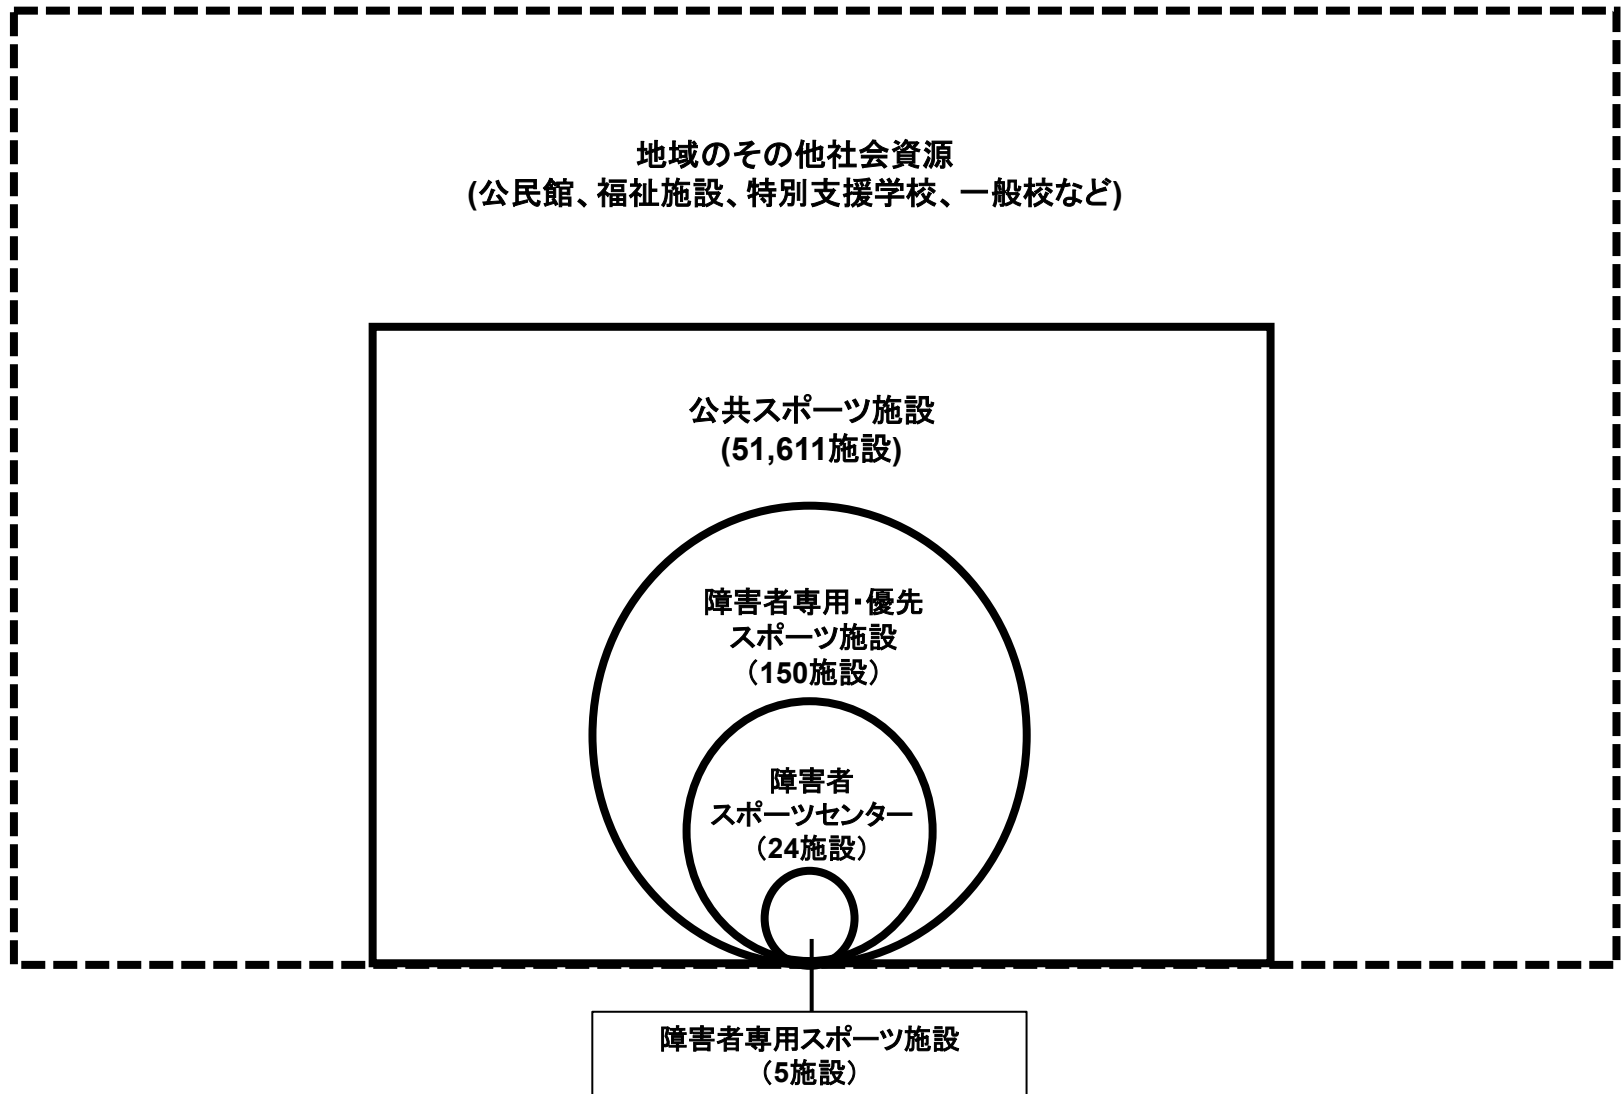 地域のその他社会資源
(公民館、福祉施設、特別支援学校、一般校など)
公共スポーツ施設
(51,611施設)
障害者専用・優先
スポーツ施設
（150施設）
障害者
スポーツセンター
（24施設）
障害者専用スポーツ施設
（5施設）